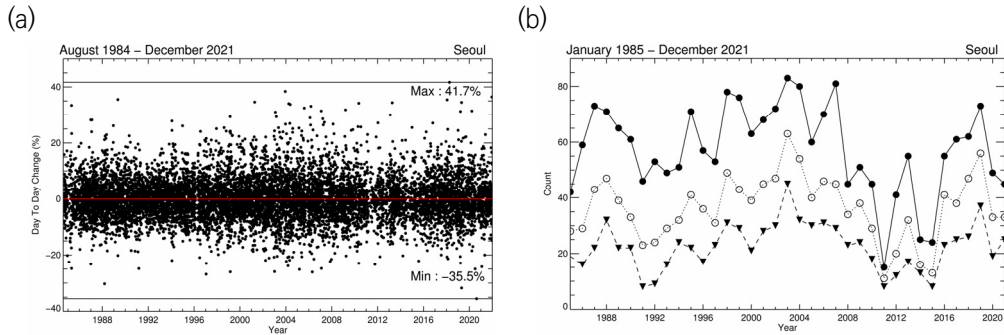 (a)
(b)
August 1984 − December 2021
Seoul
January 1985 − December 2021
Seoul
Day To Day Change (%)
40
20
0
−20
−40
Max : 41.7%
Min : −35.5%
1988
1992
1996
2000
2004
2008
2012
2016
2020
Year
Count
80
60
40
20
0
1988
1992
1996
2000
2004
2008
2012
2016
2020
Year